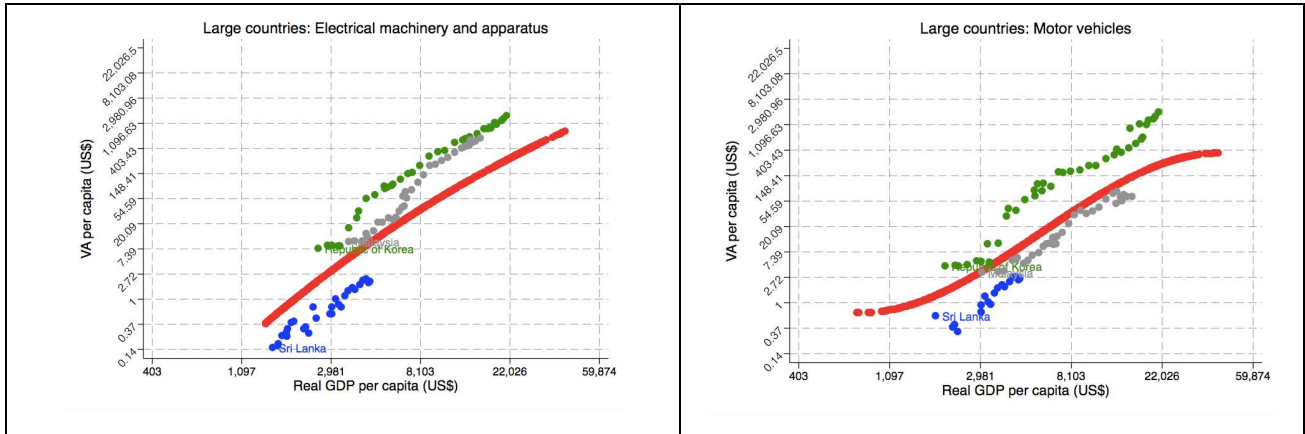 Large countries: Electrical machinery and apparatus
VA per capita (US$)
22,026.5
8,103.08
2,980.96
1,096.63
403.43
148.41
54.59
20.09
7.39
2.72
1
0.37
0.14
Malaysia
Republic of Korea
Sri Lanka
403 1,097 2,981 8,103 22,026 59,874
Real GDP per capita (US$)
Large countries: Motor vehicles
VA per capita (US$)
22,026.5
8,103.08
2,980.96
1,096.63
403.43
148.41
54.59
20.09
7.39
2.72
1
0.37
0.14
Republic of Korea
Malaysia
Sri Lanka
403 1,097 2,981 8,103 22,026 59,874
Real GDP per capita (US$)